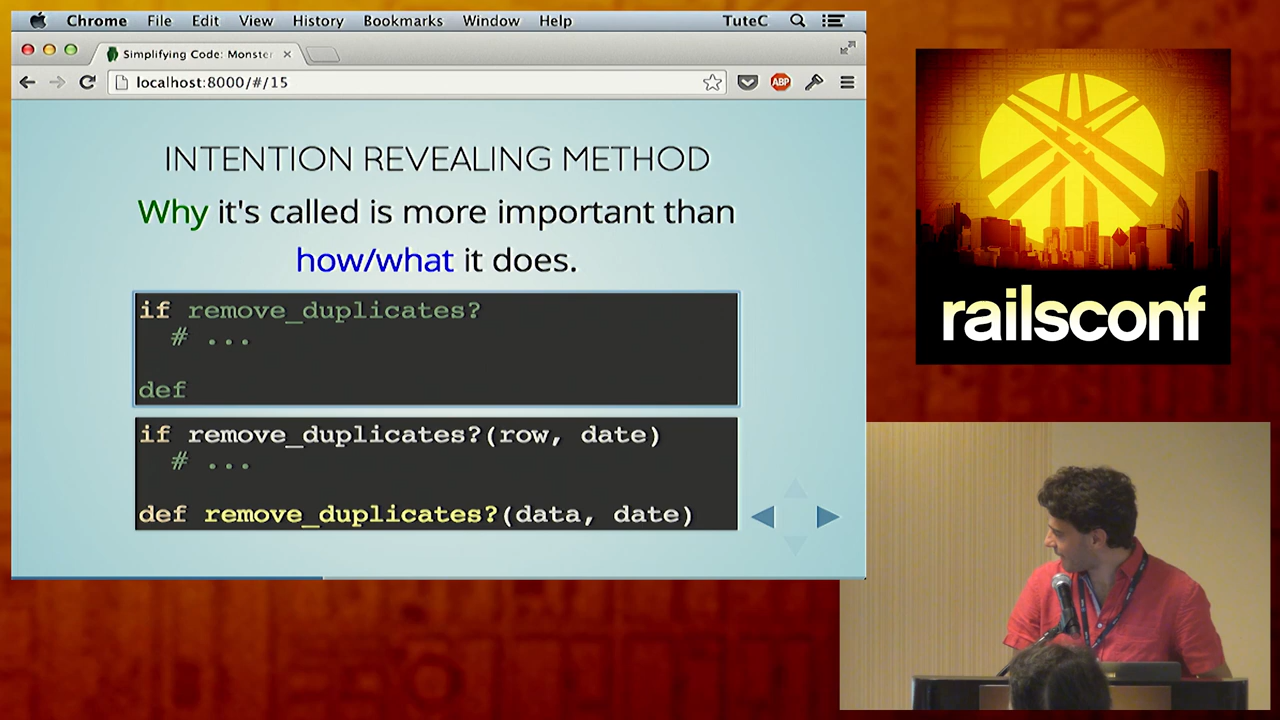 Chrome File Edit View History Bookmarks Window Help TuteC
Simplifying Code: Monster
localhost:8000/#/15
ABP
INTENTION REVEALING METHOD
Why it's called is more important than
how/what it does.
if remove_duplicates?
# ...
def
if remove_duplicates?(row, date)
# ...
def remove_duplicates?(data, date)
railsconf